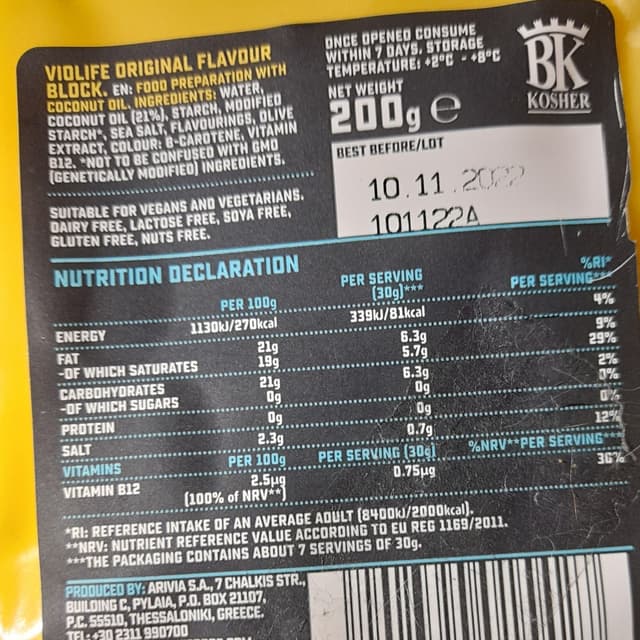 VIOLIFE ORIGINAL FLAVOUR
BLOCK. EN: FOOD PREPARATION WITH
COCONUT OIL. INGREDIENTS: WATER,
COCONUT OIL (21%), STARCH, MODIFIED
STARCH*, SEA SALT, FLAVOURINGS, OLIVE
EXTRACT, COLOUR: B-CAROTENE, VITAMIN
B12. *NOT TO BE CONFUSED WITH GMO
(GENETICALLY MODIFIED) INGREDIENTS.
SUITABLE FOR VEGANS AND VEGETARIANS.
DAIRY FREE, LACTOSE FREE, SOYA FREE,
GLUTEN FREE, NUTS FREE.
ONCE OPENED CONSUME
WITHIN 7 DAYS. STORAGE
TEMPERATURE: +2°C - +8°C
NET WEIGHT
200g e
BK
KOSHER
BEST BEFORE/LOT
10.11.2022
101122A
NUTRITION DECLARATION
PER 100g PER SERVING (30g)*** %RI* PER SERVING***
ENERGY 1130kJ/270kcal 339kJ/81kcal 4%
FAT 21g 6.3g 9%
-OF WHICH SATURATES 19g 5.7g 29%
CARBOHYDRATES 21g 6.3g 2%
-OF WHICH SUGARS 0g 0g 0%
PROTEIN 0g 0g 0%
SALT 2.3g 0.7g 12%
VITAMINS PER 100g PER SERVING (30g) %NRV**PER SERVING***
VITAMIN B12 2.5µg 0.75µg 36%
(100% of NRV**)
*RI: REFERENCE INTAKE OF AN AVERAGE ADULT (8400kJ/2000kcal).
**NRV: NUTRIENT REFERENCE VALUE ACCORDING TO EU REG 1169/2011.
***THE PACKAGING CONTAINS ABOUT 7 SERVINGS OF 30g.
PRODUCED BY: ARIVIA S.A., 7 CHALKIS STR.,
BUILDING C, PYLAIA, P.O. BOX 21107,
P.C. 55510, THESSALONIKI, GREECE.
TEL: +30 2311 990700